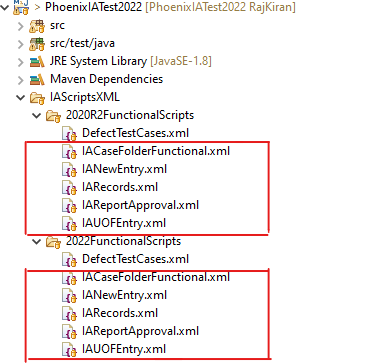 > PhoenixIATest2022 [PhoenixIATest2022 RajKiran]
src
src/test/java
JRE System Library [JavaSE-1.8]
Maven Dependencies
IAScriptsXML
2020R2FunctionalScripts
DefectTestCases.xml
IACaseFolderFunctional.xml
IANewEntry.xml
IARecords.xml
IAReportApproval.xml
IAUOFEntry.xml
2022FunctionalScripts
DefectTestCases.xml
IACaseFolderFunctional.xml
IANewEntry.xml
IARecords.xml
IAReportApproval.xml
IAUOFEntry.xml